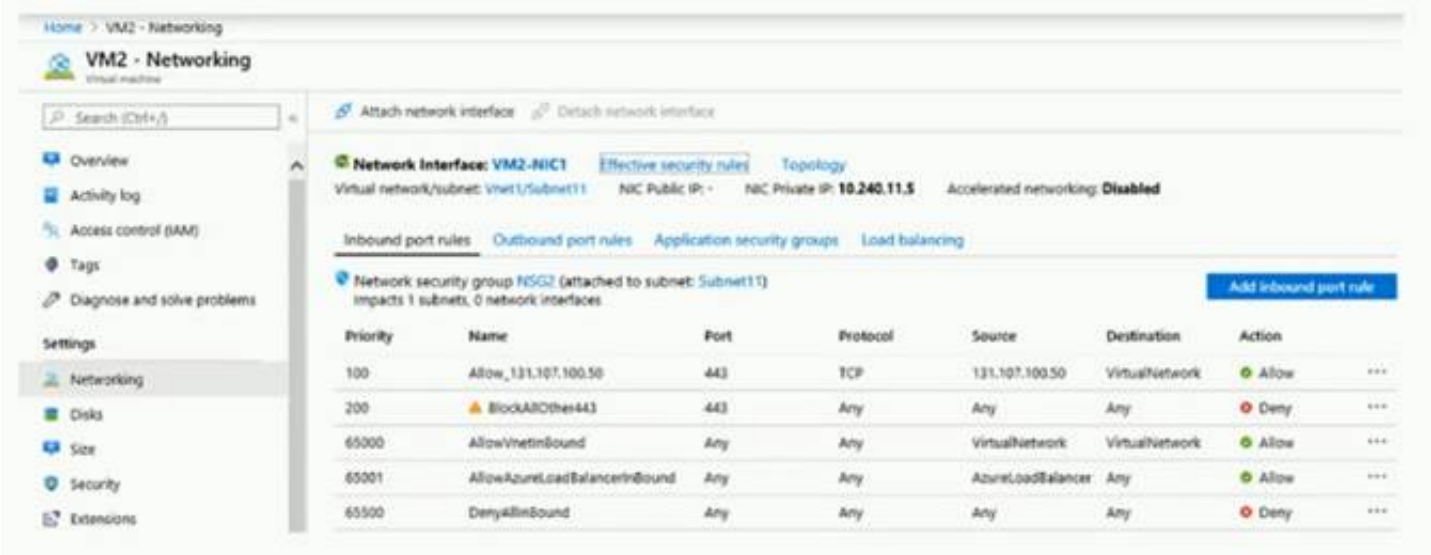 Home > VM2 - Networking
VM2 - Networking
Virtual machine
Search (Ctrl+/)
«
Overview
Activity log
Access control (IAM)
Tags
Diagnose and solve problems
Settings
Networking
Disks
Size
Security
Extensions
Attach network interface Detach network interface
Network Interface: VM2-NIC1 Effective security rules Topology
Virtual network/subnet: Vnet1/Subnet11 NIC Public IP: - NIC Private IP: 10.240.11.5 Accelerated networking: Disabled
Inbound port rules Outbound port rules Application security groups Load balancing
Network security group NSG2 (attached to subnet: Subnet11)
Impacts 1 subnets, 0 network interfaces
Add inbound port rule
Priority Name Port Protocol Source Destination Action
100 Allow_131.107.100.50 443 TCP 131.107.100.50 VirtualNetwork Allow ...
200 BlockAllOther443 443 Any Any Any Deny ...
65000 AllowVnetInBound Any Any VirtualNetwork VirtualNetwork Allow ...
65001 AllowAzureLoadBalancerInBound Any Any AzureLoadBalancer Any Allow ...
65500 DenyAllInBound Any Any Any Any Deny ...